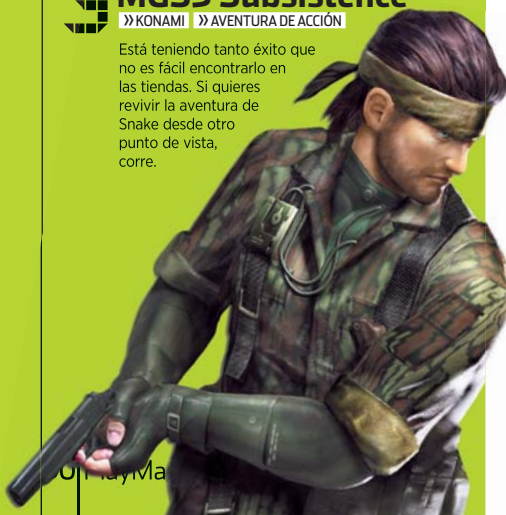 MGS3 Subsistence
» KONAMI » AVENTURA DE ACCIÓN
Está teniendo tanto éxito que
no es fácil encontrarlo en
las tiendas. Si quieres
revivir la aventura de
Snake desde otro
punto de vista,
corre.